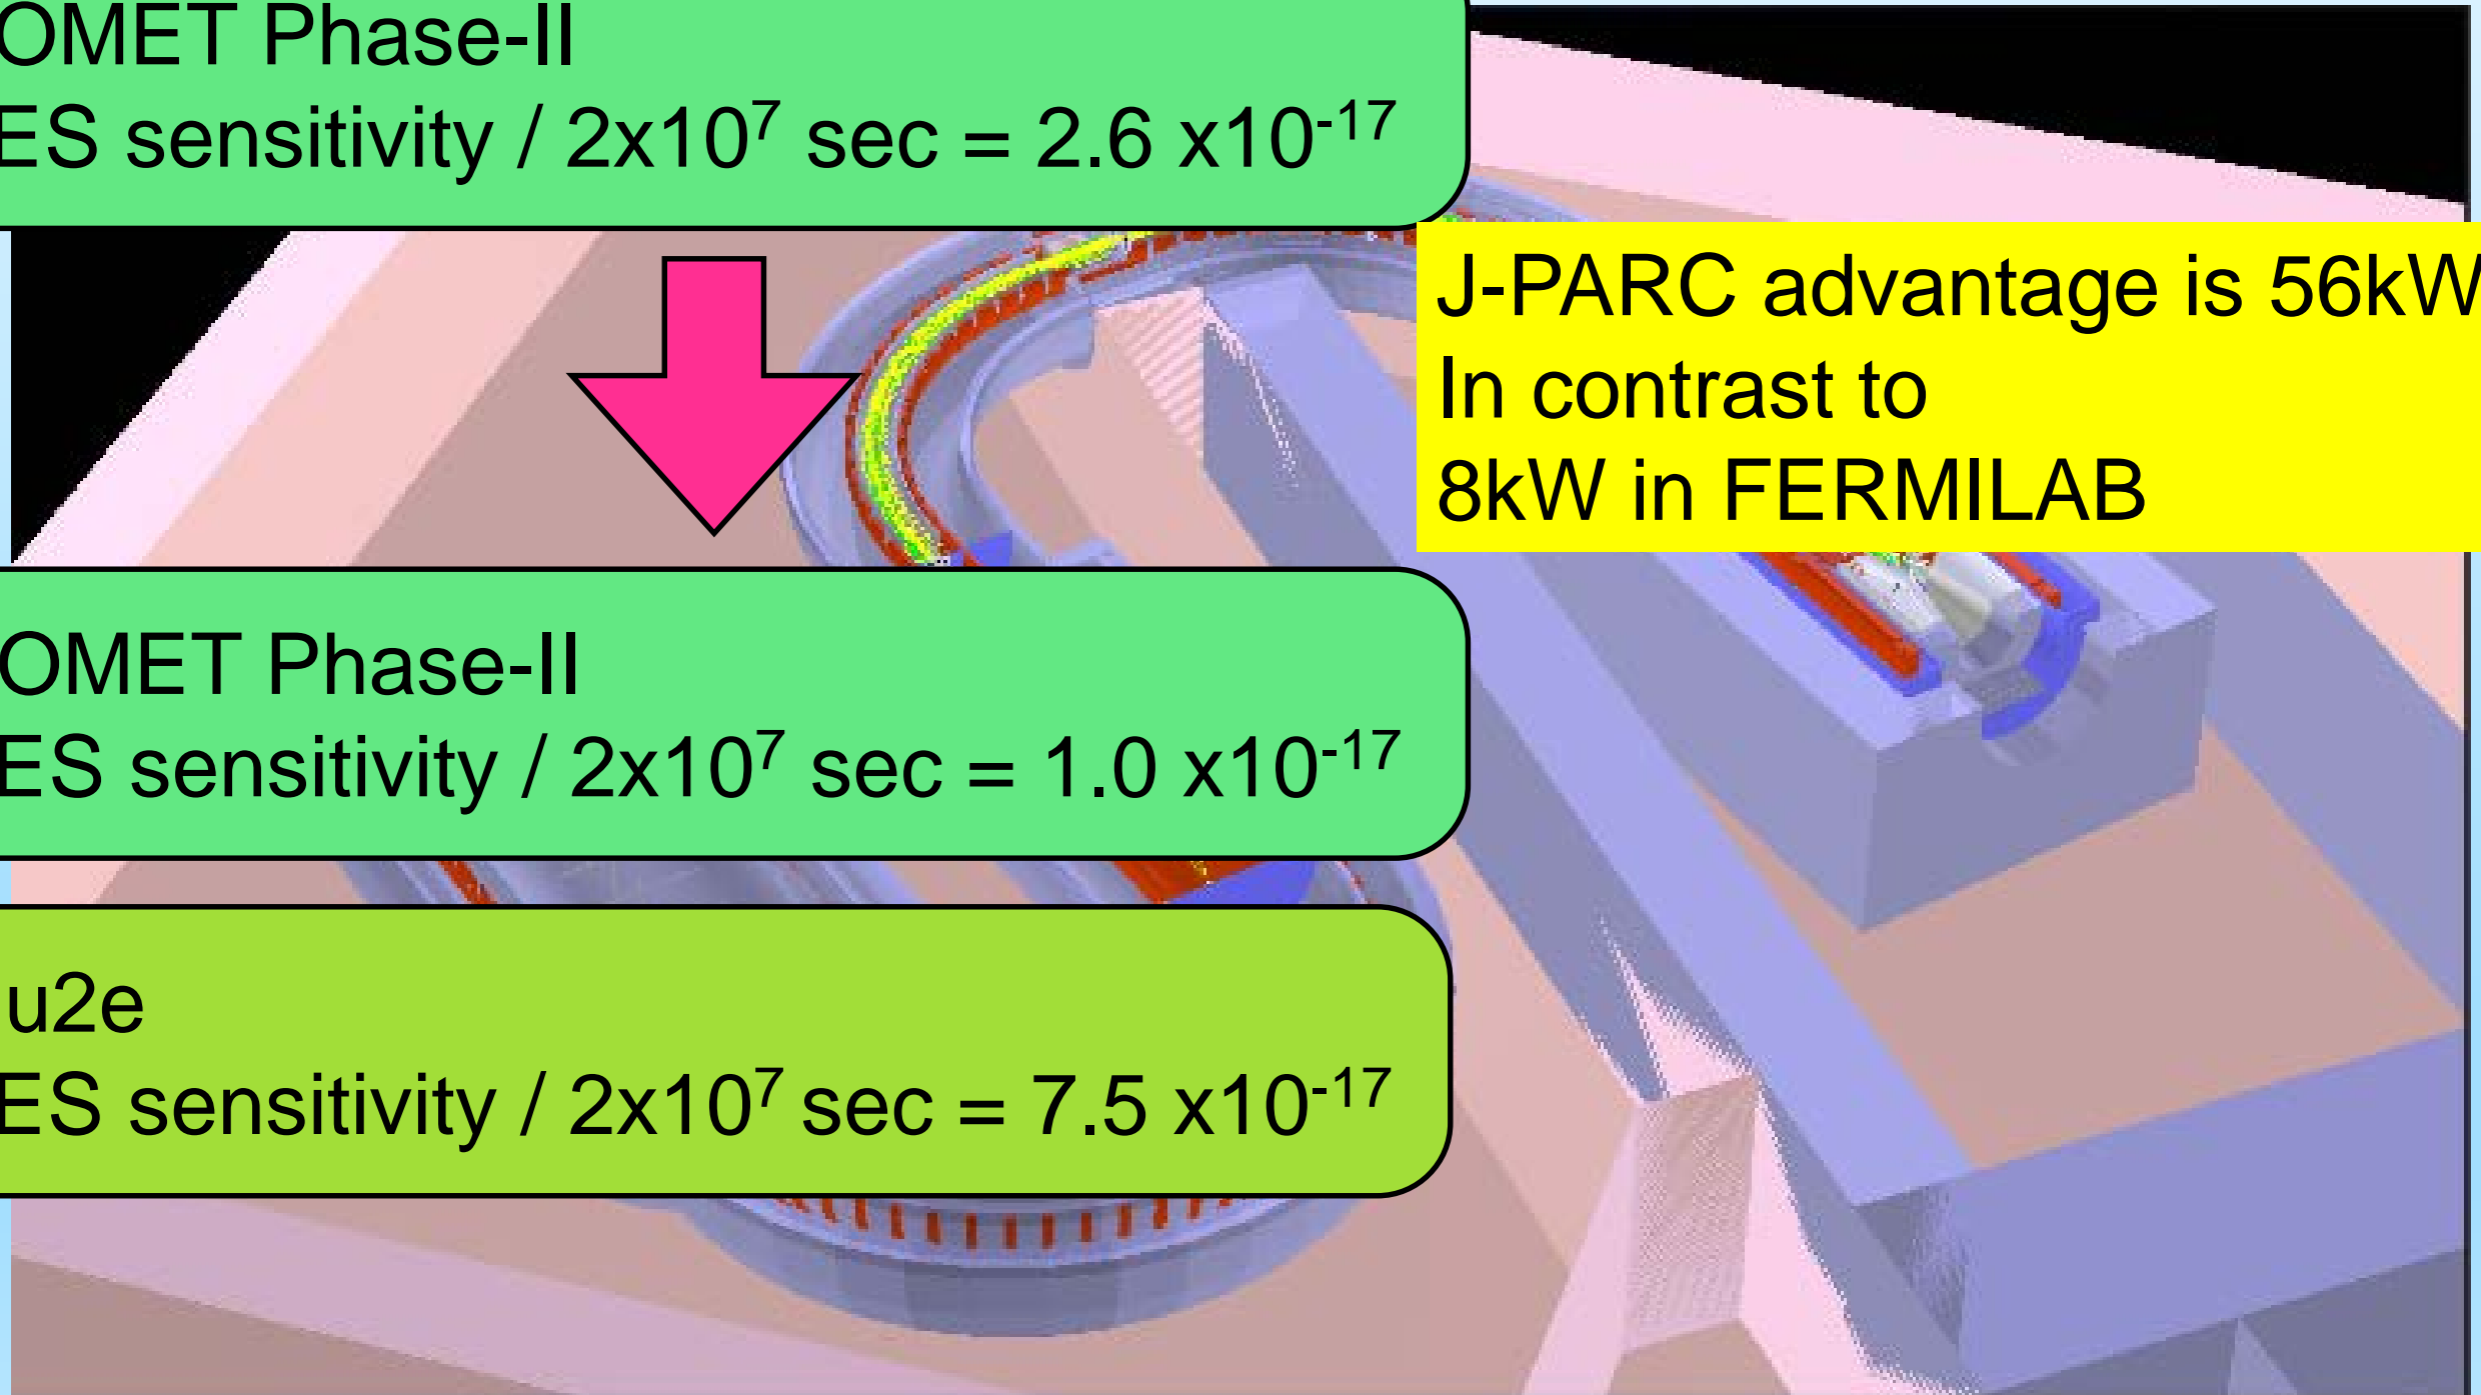 OMET Phase-II
ES sensitivity / 2x10⁷ sec = 2.6 x10⁻¹⁷
J-PARC advantage is 56kW
In contrast to
8kW in FERMILAB
OMET Phase-II
ES sensitivity / 2x10⁷ sec = 1.0 x10⁻¹⁷
u2e
ES sensitivity / 2x10⁷ sec = 7.5 x10⁻¹⁷